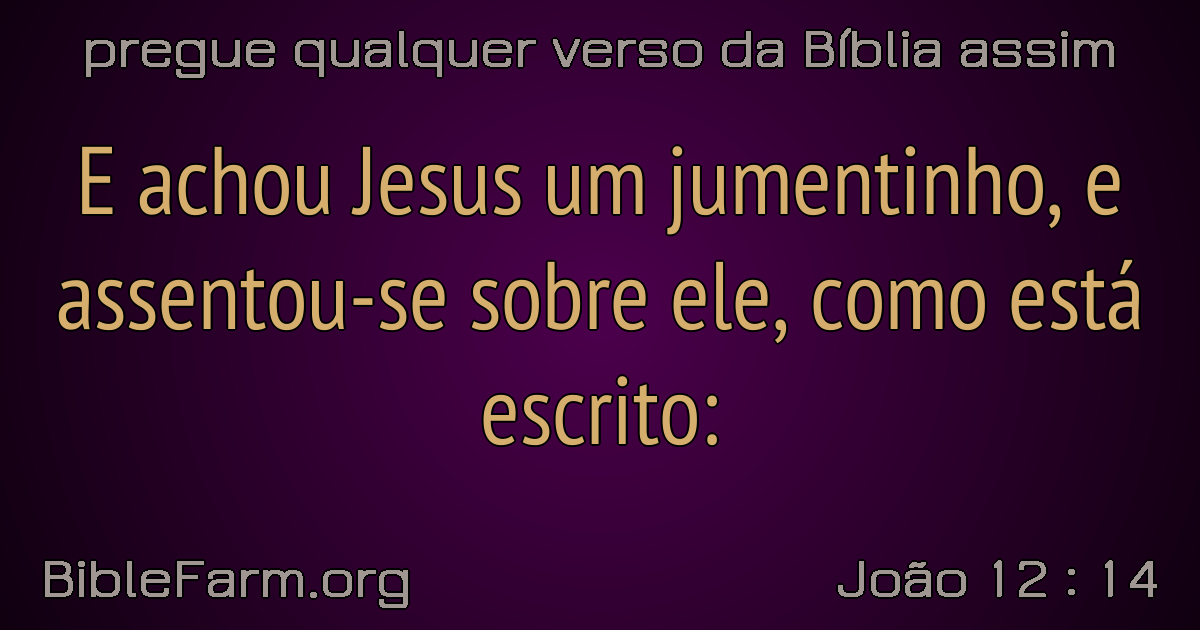 pregue qualquer verso da Bíblia assim
E achou Jesus um jumentinho, e
assentou-se sobre ele, como está
escrito:
BibleFarm.org
João 12 : 14